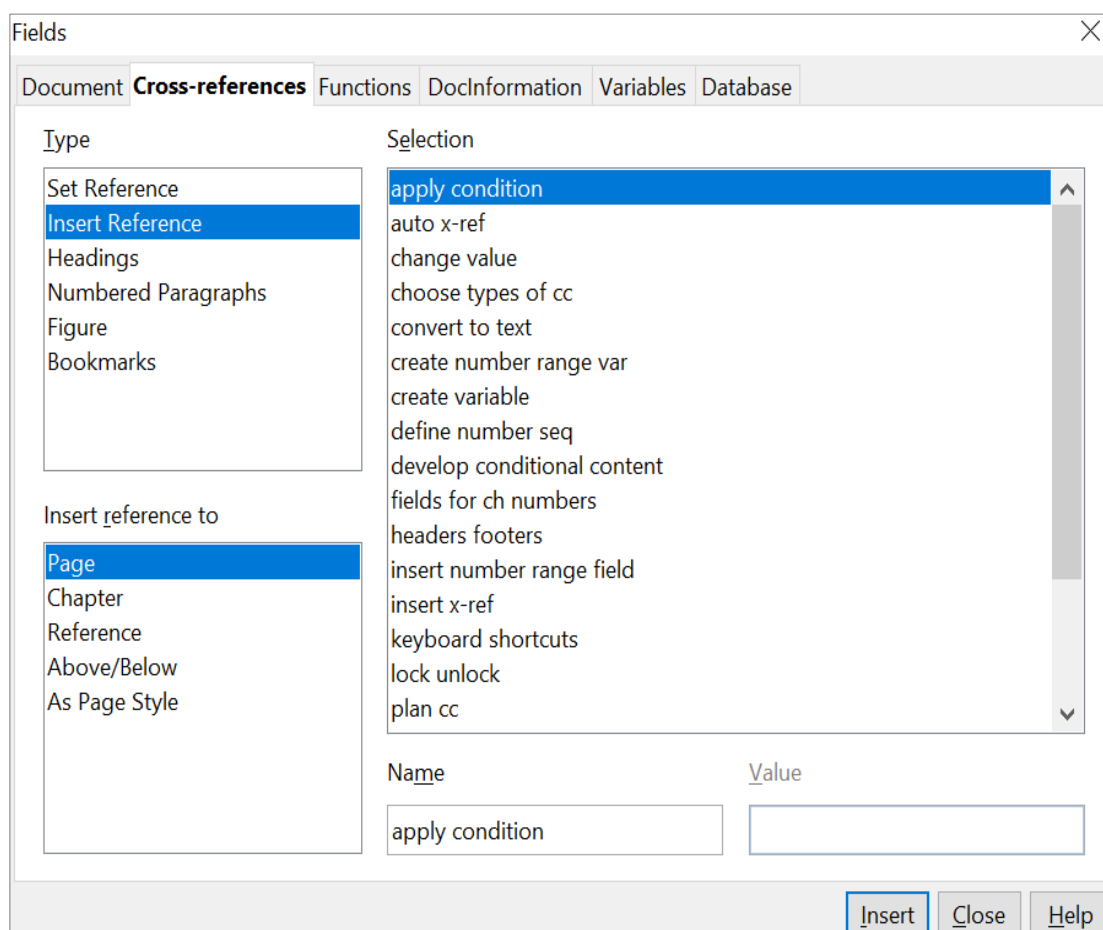 Fields
Document Cross-references Functions DocInformation Variables Database
Type
Set Reference
Insert Reference
Headings
Numbered Paragraphs
Figure
Bookmarks
Insert reference to
Page
Chapter
Reference
Above/Below
As Page Style
Selection
apply condition
auto x-ref
change value
choose types of cc
convert to text
create number range var
create variable
define number seq
develop conditional content
fields for ch numbers
headers footers
insert number range field
insert x-ref
keyboard shortcuts
lock unlock
plan cc
Name
apply condition
Value
Insert Close Help